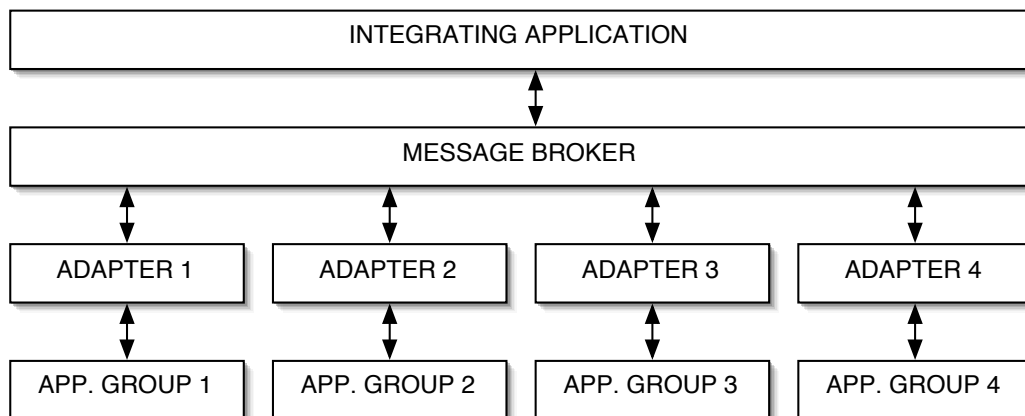 INTEGRATING APPLICATION
MESSAGE BROKER
ADAPTER 1
ADAPTER 2
ADAPTER 3
ADAPTER 4
APP. GROUP 1
APP. GROUP 2
APP. GROUP 3
APP. GROUP 4